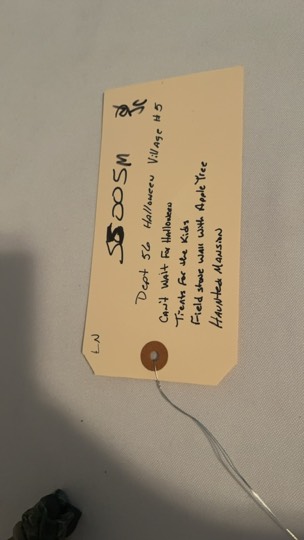 55005M
Dept 56 Halloween Village #5
Can't Wait For Halloween
Treats For the Kids
Field stone wall with Apple Tree
Haunted Mansion
LN